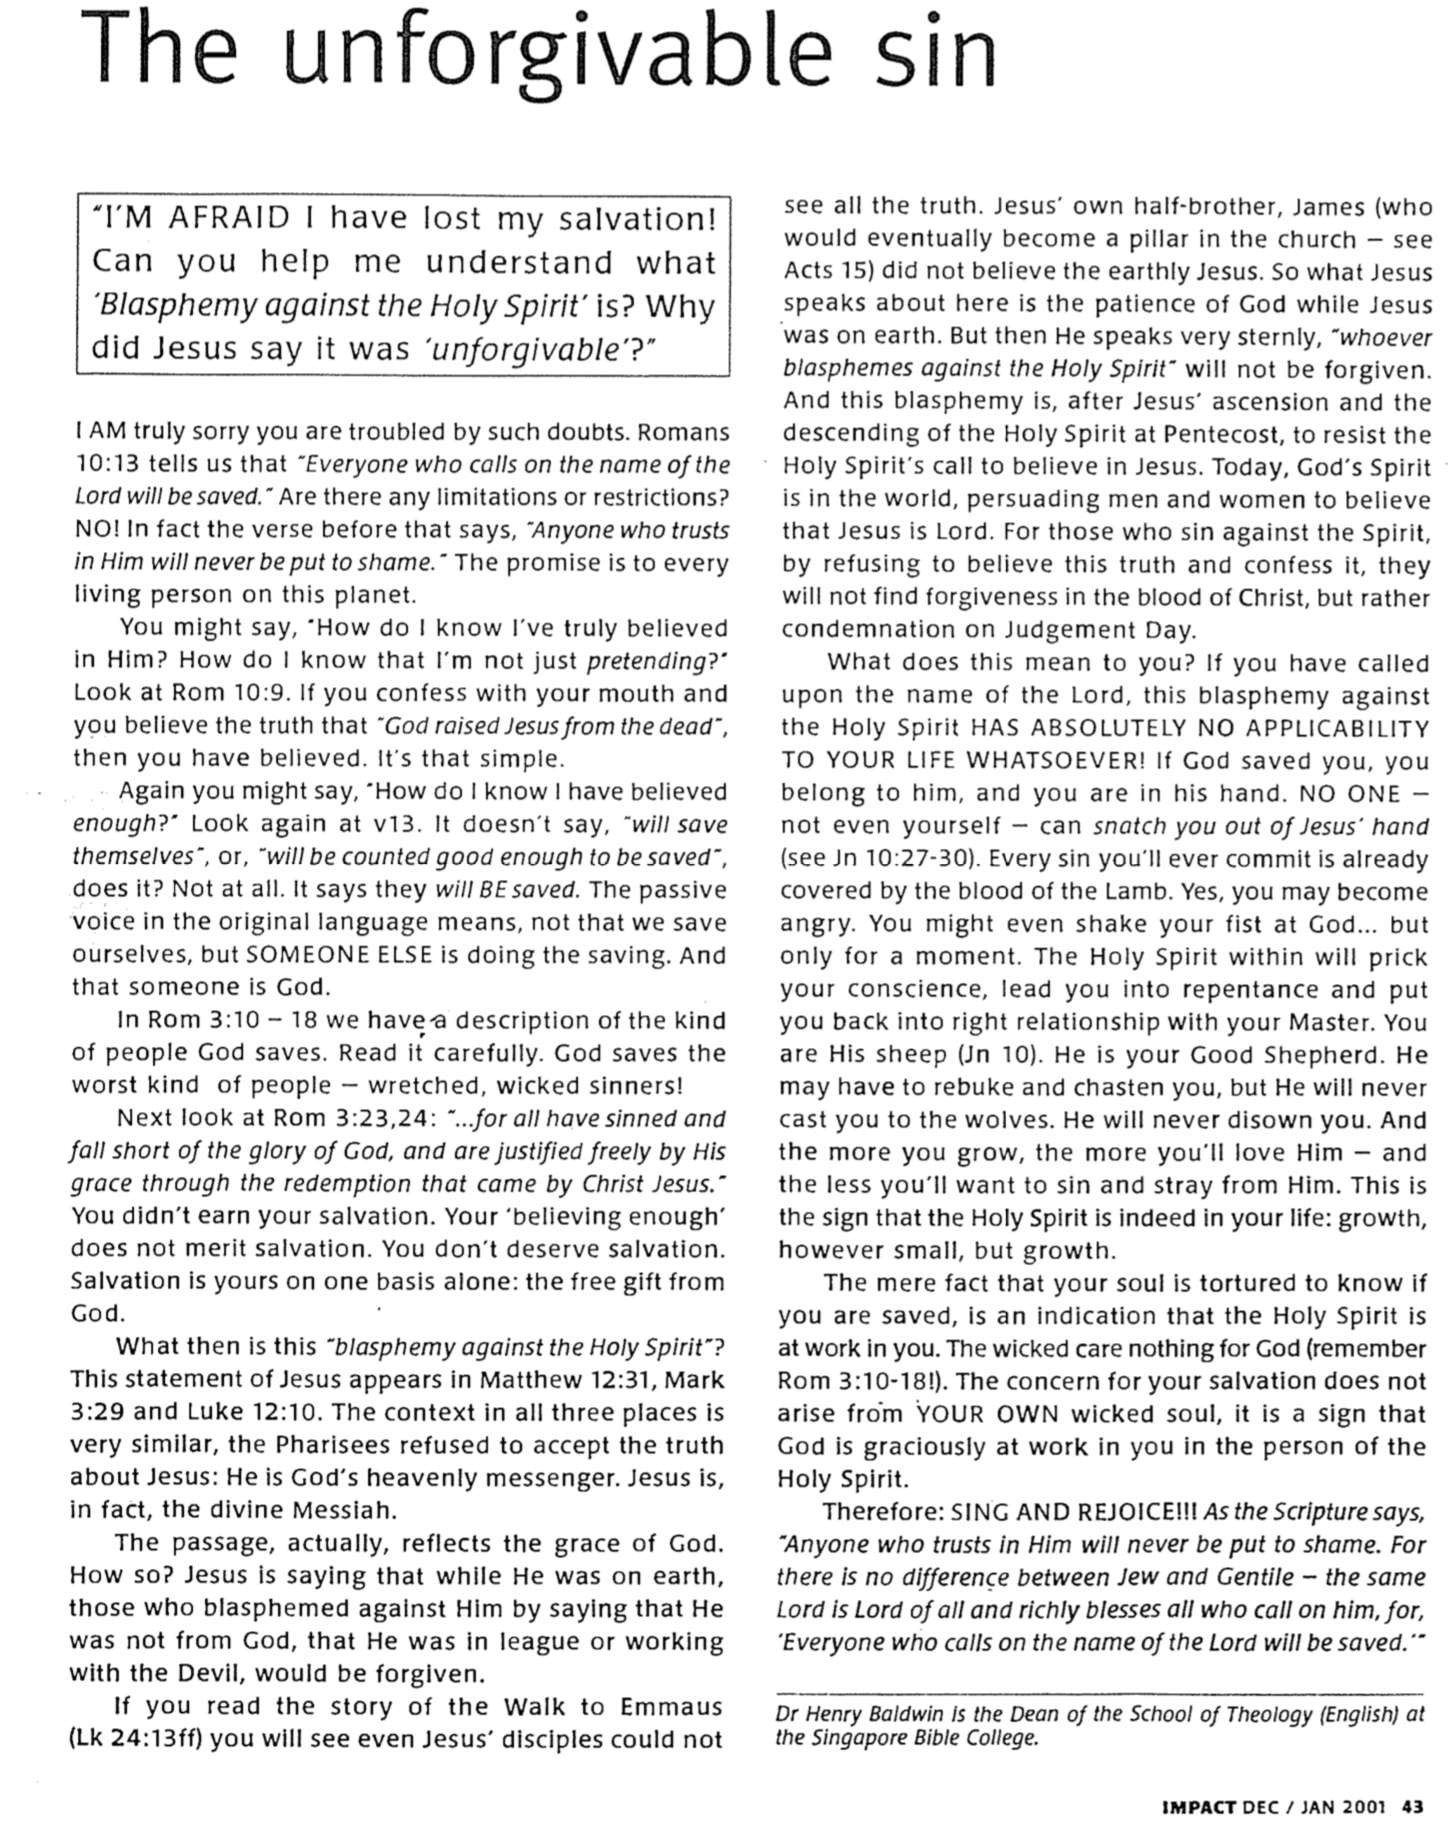 The unforgivable sin
"I'M AFRAID I have lost my salvation!
Can you help me understand what
'Blasphemy against the Holy Spirit' is? Why
did Jesus say it was 'unforgivable'?"
I AM truly sorry you are troubled by such doubts. Romans
10:13 tells us that "Everyone who calls on the name of the
Lord will be saved." Are there any limitations or restrictions?
NO! In fact the verse before that says, "Anyone who trusts
in Him will never be put to shame." The promise is to every
living person on this planet.
You might say, "How do I know I've truly believed
in Him? How do I know that I'm not just pretending?"
Look at Rom 10:9. If you confess with your mouth and
you believe the truth that "God raised Jesus from the dead",
then you have believed. It's that simple.
Again you might say, "How do I know I have believed
enough?" Look again at v13. It doesn't say, "will save
themselves", or, "will be counted good enough to be saved",
does it? Not at all. It says they will BE saved. The passive
voice in the original language means, not that we save
ourselves, but SOMEONE ELSE is doing the saving. And
that someone is God.
In Rom 3:10 – 18 we have a description of the kind
of people God saves. Read it carefully. God saves the
worst kind of people – wretched, wicked sinners!
Next look at Rom 3:23,24: "...for all have sinned and
fall short of the glory of God, and are justified freely by His
grace through the redemption that came by Christ Jesus."
You didn't earn your salvation. Your 'believing enough'
does not merit salvation. You don't deserve salvation.
Salvation is yours on one basis alone: the free gift from
God.
What then is this "blasphemy against the Holy Spirit"?
This statement of Jesus appears in Matthew 12:31, Mark
3:29 and Luke 12:10. The context in all three places is
very similar, the Pharisees refused to accept the truth
about Jesus: He is God's heavenly messenger. Jesus is,
in fact, the divine Messiah.
The passage, actually, reflects the grace of God.
How so? Jesus is saying that while He was on earth,
those who blasphemed against Him by saying that He
was not from God, that He was in league or working
with the Devil, would be forgiven.
If you read the story of the Walk to Emmaus
(Lk 24:13ff) you will see even Jesus' disciples could not
see all the truth. Jesus' own half-brother, James (who
would eventually become a pillar in the church – see
Acts 15) did not believe the earthly Jesus. So what Jesus
speaks about here is the patience of God while Jesus
was on earth. But then He speaks very sternly, "whoever
blasphemes against the Holy Spirit" will not be forgiven.
And this blasphemy is, after Jesus' ascension and the
descending of the Holy Spirit at Pentecost, to resist the
Holy Spirit's call to believe in Jesus. Today, God's Spirit
is in the world, persuading men and women to believe
that Jesus is Lord. For those who sin against the Spirit,
by refusing to believe this truth and confess it, they
will not find forgiveness in the blood of Christ, but rather
condemnation on Judgement Day.
What does this mean to you? If you have called
upon the name of the Lord, this blasphemy against
the Holy Spirit HAS ABSOLUTELY NO APPLICABILITY
TO YOUR LIFE WHATSOEVER! If God saved you, you
belong to him, and you are in his hand. NO ONE –
not even yourself – can snatch you out of Jesus' hand
(see Jn 10:27-30). Every sin you'll ever commit is already
covered by the blood of the Lamb. Yes, you may become
angry. You might even shake your fist at God... but
only for a moment. The Holy Spirit within will prick
your conscience, lead you into repentance and put
you back into right relationship with your Master. You
are His sheep (Jn 10). He is your Good Shepherd. He
may have to rebuke and chasten you, but He will never
cast you to the wolves. He will never disown you. And
the more you grow, the more you'll love Him – and
the less you'll want to sin and stray from Him. This is
the sign that the Holy Spirit is indeed in your life: growth,
however small, but growth.
The mere fact that your soul is tortured to know if
you are saved, is an indication that the Holy Spirit is
at work in you. The wicked care nothing for God (remember
Rom 3:10-18!). The concern for your salvation does not
arise from YOUR OWN wicked soul, it is a sign that
God is graciously at work in you in the person of the
Holy Spirit.
Therefore: SING AND REJOICE!!! As the Scripture says,
"Anyone who trusts in Him will never be put to shame. For
there is no difference between Jew and Gentile – the same
Lord is Lord of all and richly blesses all who call on him, for,
'Everyone who calls on the name of the Lord will be saved.'"
Dr Henry Baldwin is the Dean of the School of Theology (English) at
the Singapore Bible College.
IMPACT DEC / JAN 2001 43